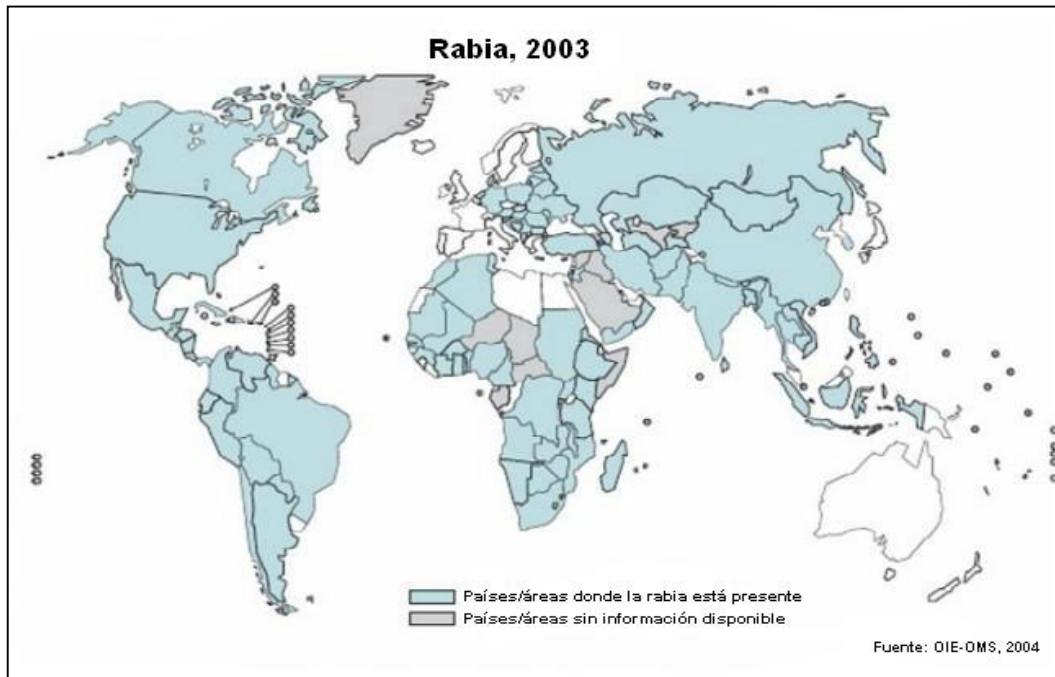 Rabia, 2003
Países/áreas donde la rabia está presente
Países/áreas sin información disponible
Fuente: OIE-OMS, 2004